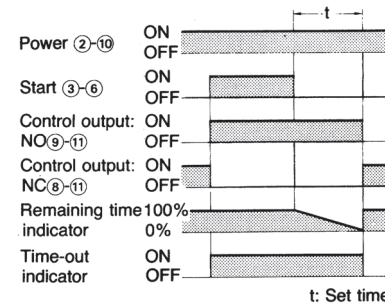 t
Power ②-⑩ ON
OFF
Start ③-⑥ ON
OFF
Control output: ON
NO⑨-⑪ OFF
Control output: ON
NC⑧-⑪ OFF
Remaining time 100%
indicator 0%
Time-out ON
indicator OFF
t: Set time